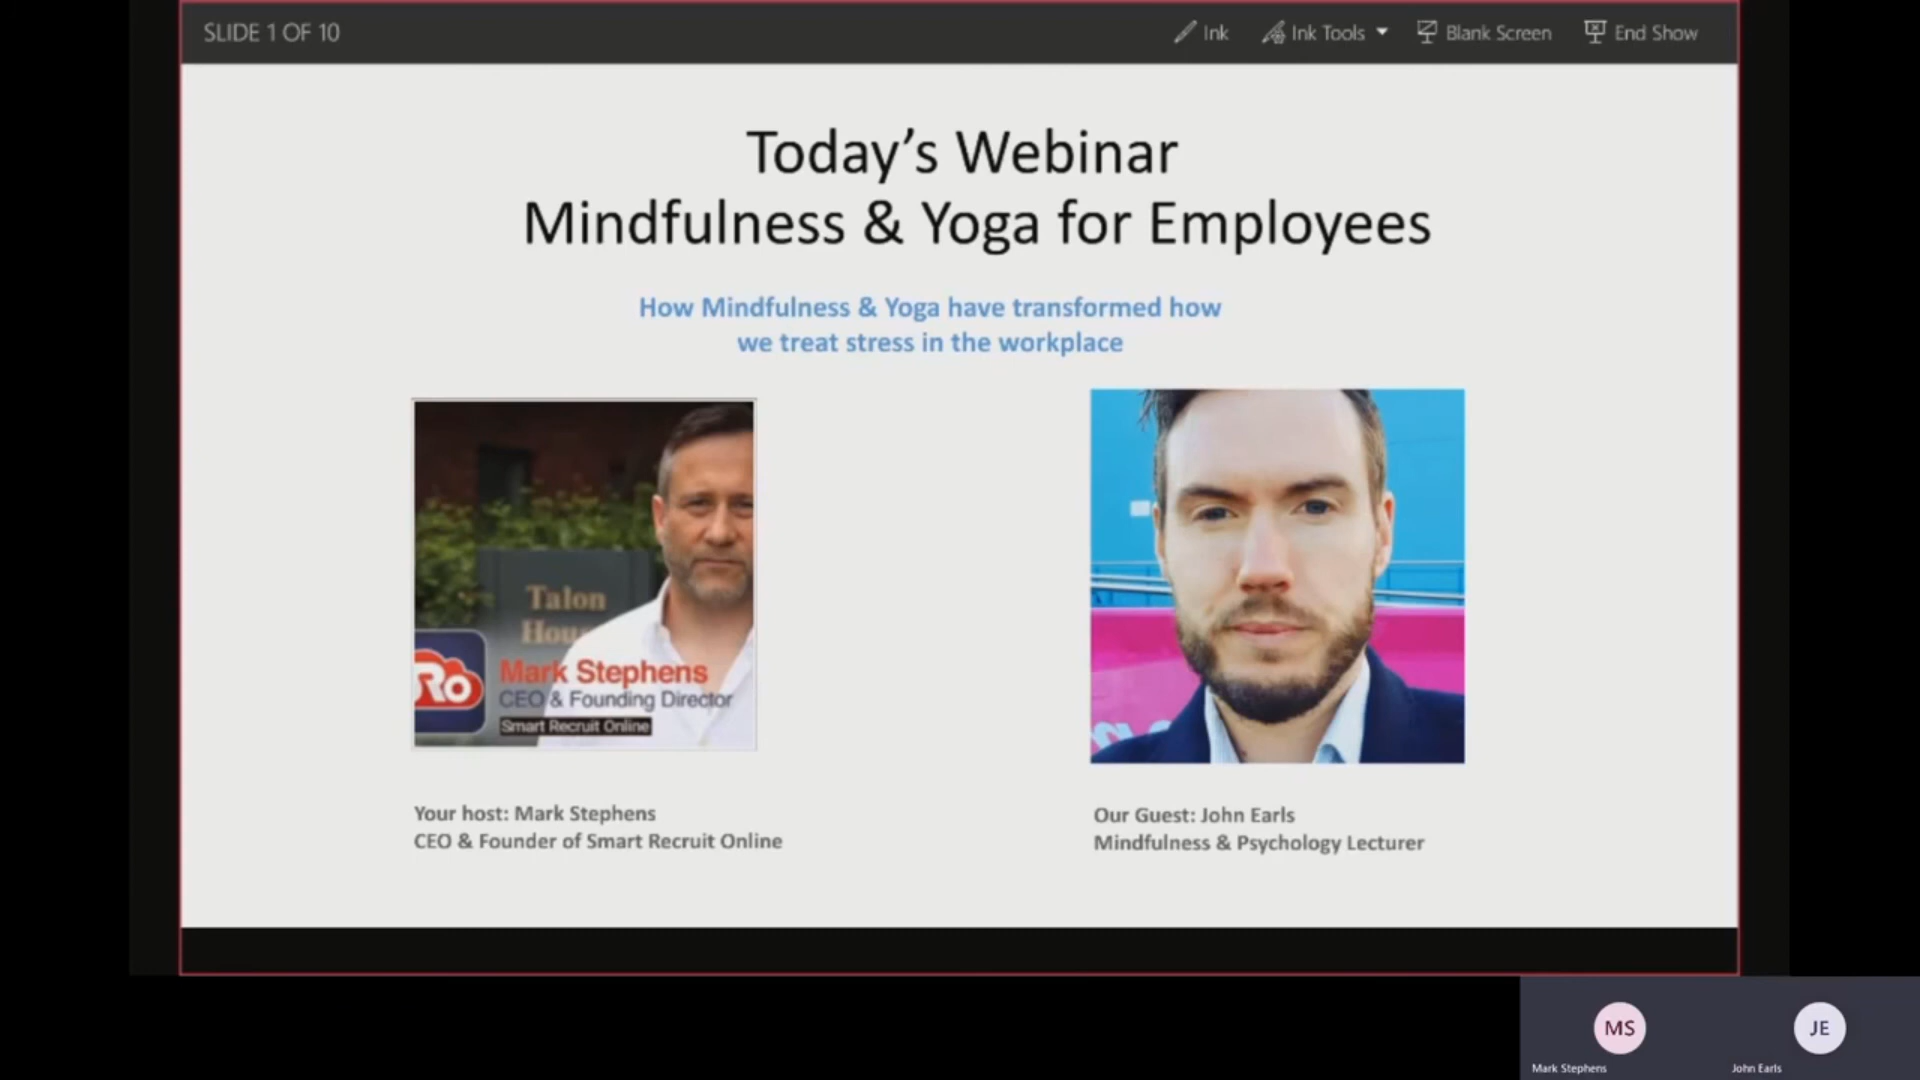 SLIDE 1 OF 10
Ink
Ink Tools
Blank Screen
End Show
Today's Webinar
Mindfulness & Yoga for Employees
How Mindfulness & Yoga have transformed how
we treat stress in the workplace
Talon
Hou
Ro
Mark Stephens
CEO & Founding Director
Smart Recruit Online
Your host: Mark Stephens
CEO & Founder of Smart Recruit Online
Our Guest: John Earls
Mindfulness & Psychology Lecturer
MS
Mark Stephens
JE
John Earls